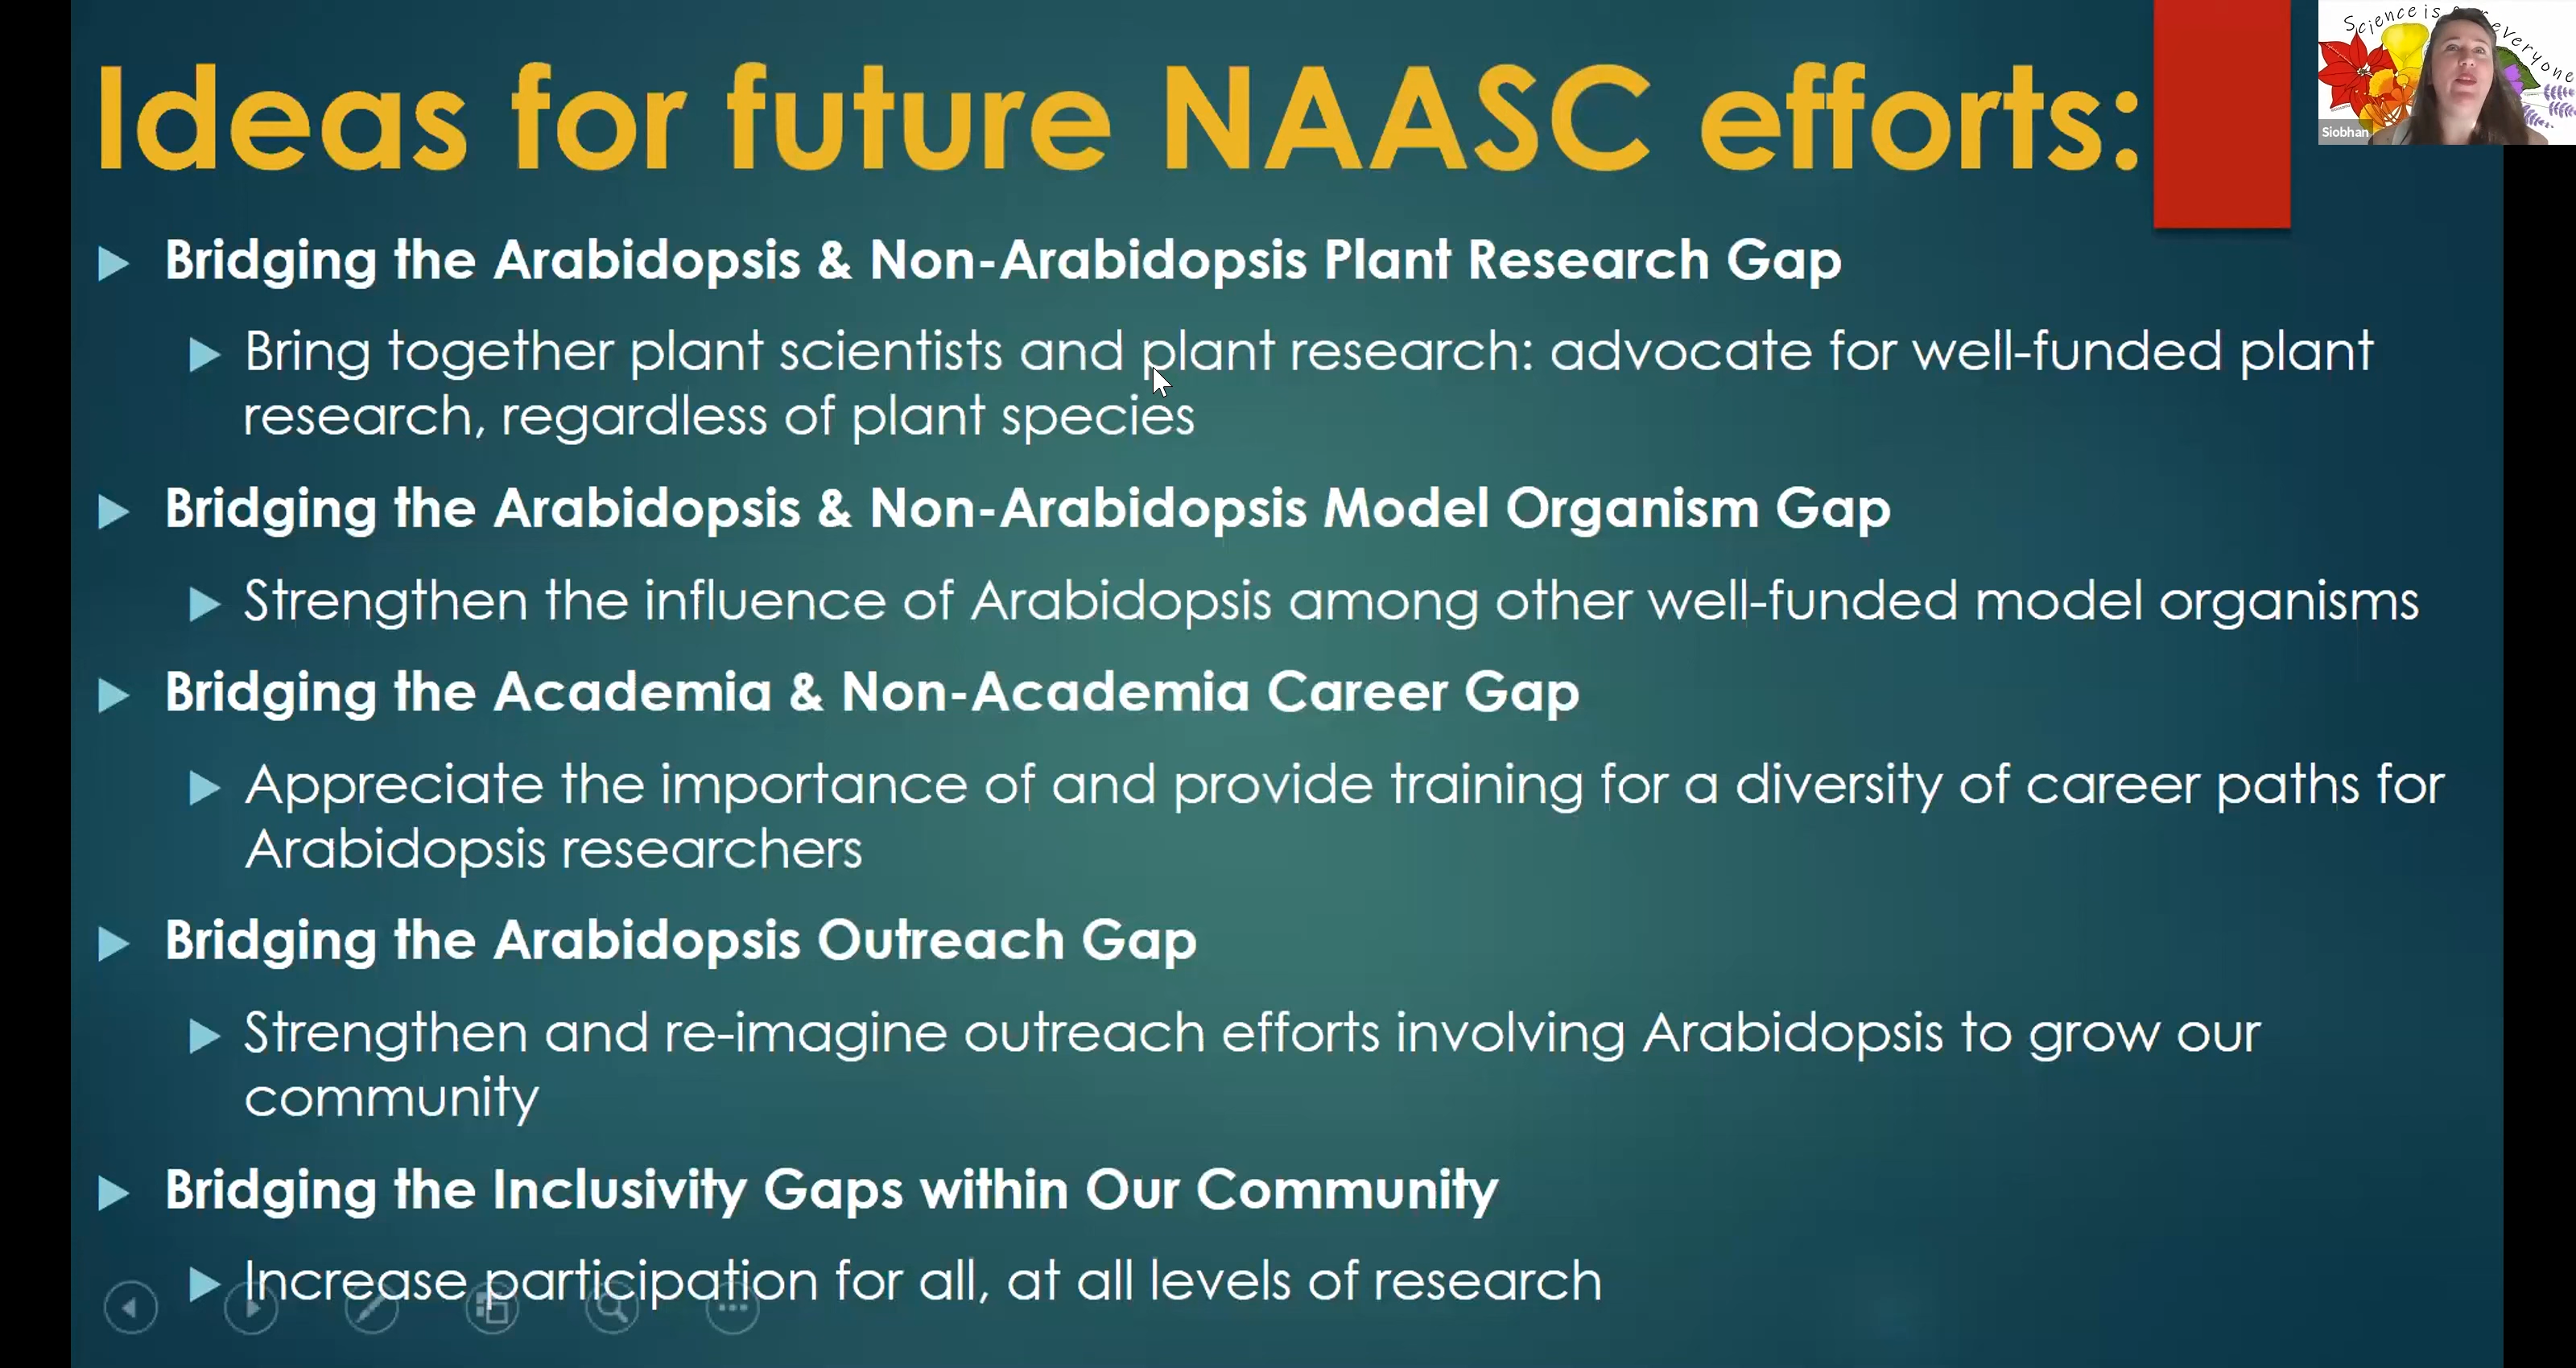 Ideas for future NAASC efforts:
Science is for everyone
Siobhan
Bridging the Arabidopsis & Non-Arabidopsis Plant Research Gap
Bring together plant scientists and plant research: advocate for well-funded plant
research, regardless of plant species
Bridging the Arabidopsis & Non-Arabidopsis Model Organism Gap
Strengthen the influence of Arabidopsis among other well-funded model organisms
Bridging the Academia & Non-Academia Career Gap
Appreciate the importance of and provide training for a diversity of career paths for
Arabidopsis researchers
Bridging the Arabidopsis Outreach Gap
Strengthen and re-imagine outreach efforts involving Arabidopsis to grow our
community
Bridging the Inclusivity Gaps within Our Community
Increase participation for all, at all levels of research